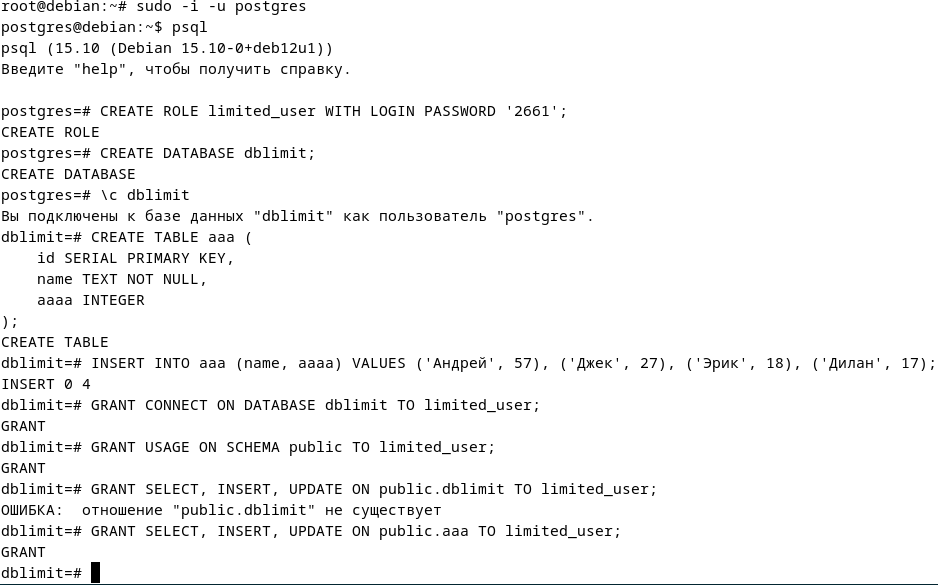 root@debian:~# sudo -i -u postgres
postgres@debian:~$ psql
psql (15.10 (Debian 15.10-0+deb12u1))
Введите "help", чтобы получить справку.

postgres=# CREATE ROLE limited_user WITH LOGIN PASSWORD '2661';
CREATE ROLE
postgres=# CREATE DATABASE dblimit;
CREATE DATABASE
postgres=# \c dblimit
Вы подключены к базе данных "dblimit" как пользователь "postgres".
dblimit=# CREATE TABLE aaa (
    id SERIAL PRIMARY KEY,
    name TEXT NOT NULL,
    aaaa INTEGER
);
CREATE TABLE
dblimit=# INSERT INTO aaa (name, aaaa) VALUES ('Андрей', 57), ('Джек', 27), ('Эрик', 18), ('Дилан', 17);
INSERT 0 4
dblimit=# GRANT CONNECT ON DATABASE dblimit TO limited_user;
GRANT
dblimit=# GRANT USAGE ON SCHEMA public TO limited_user;
GRANT
dblimit=# GRANT SELECT, INSERT, UPDATE ON public.dblimit TO limited_user;
ОШИБКА:  отношение "public.dblimit" не существует
dblimit=# GRANT SELECT, INSERT, UPDATE ON public.aaa TO limited_user;
GRANT
dblimit=#